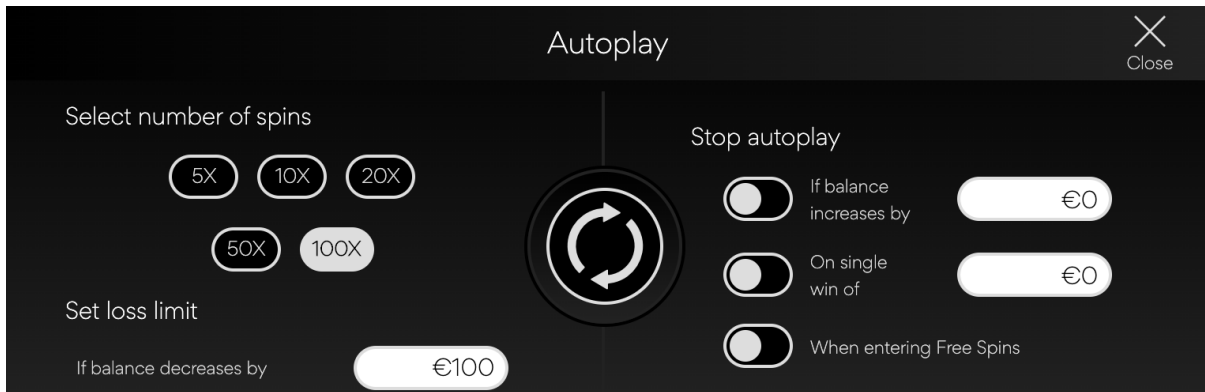 Autoplay
Close
Select number of spins
5X
10X
20X
50X
100X
Set loss limit
If balance decreases by
€100
Stop autoplay
If balance
increases by
€0
On single
win of
€0
When entering Free Spins